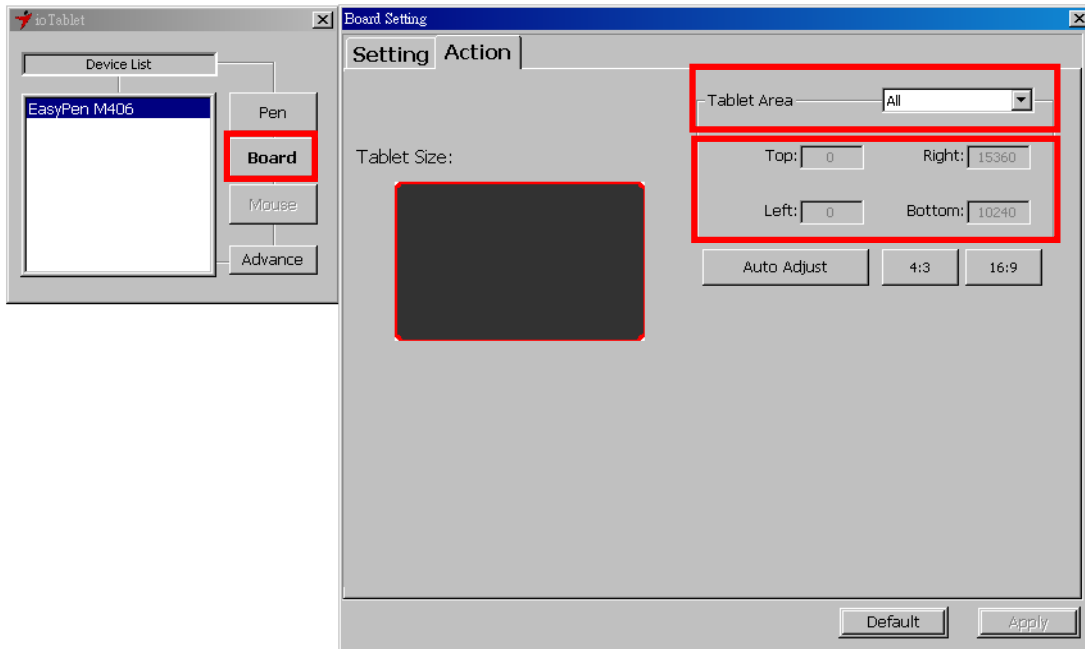 ioTablet
Device List
EasyPen M406
Pen
Board
Mouse
Advance
Board Setting
Setting Action
Tablet Area All
Tablet Size:
Top: 0 Right: 15360
Left: 0 Bottom: 10240
Auto Adjust 4:3 16:9
Default Apply